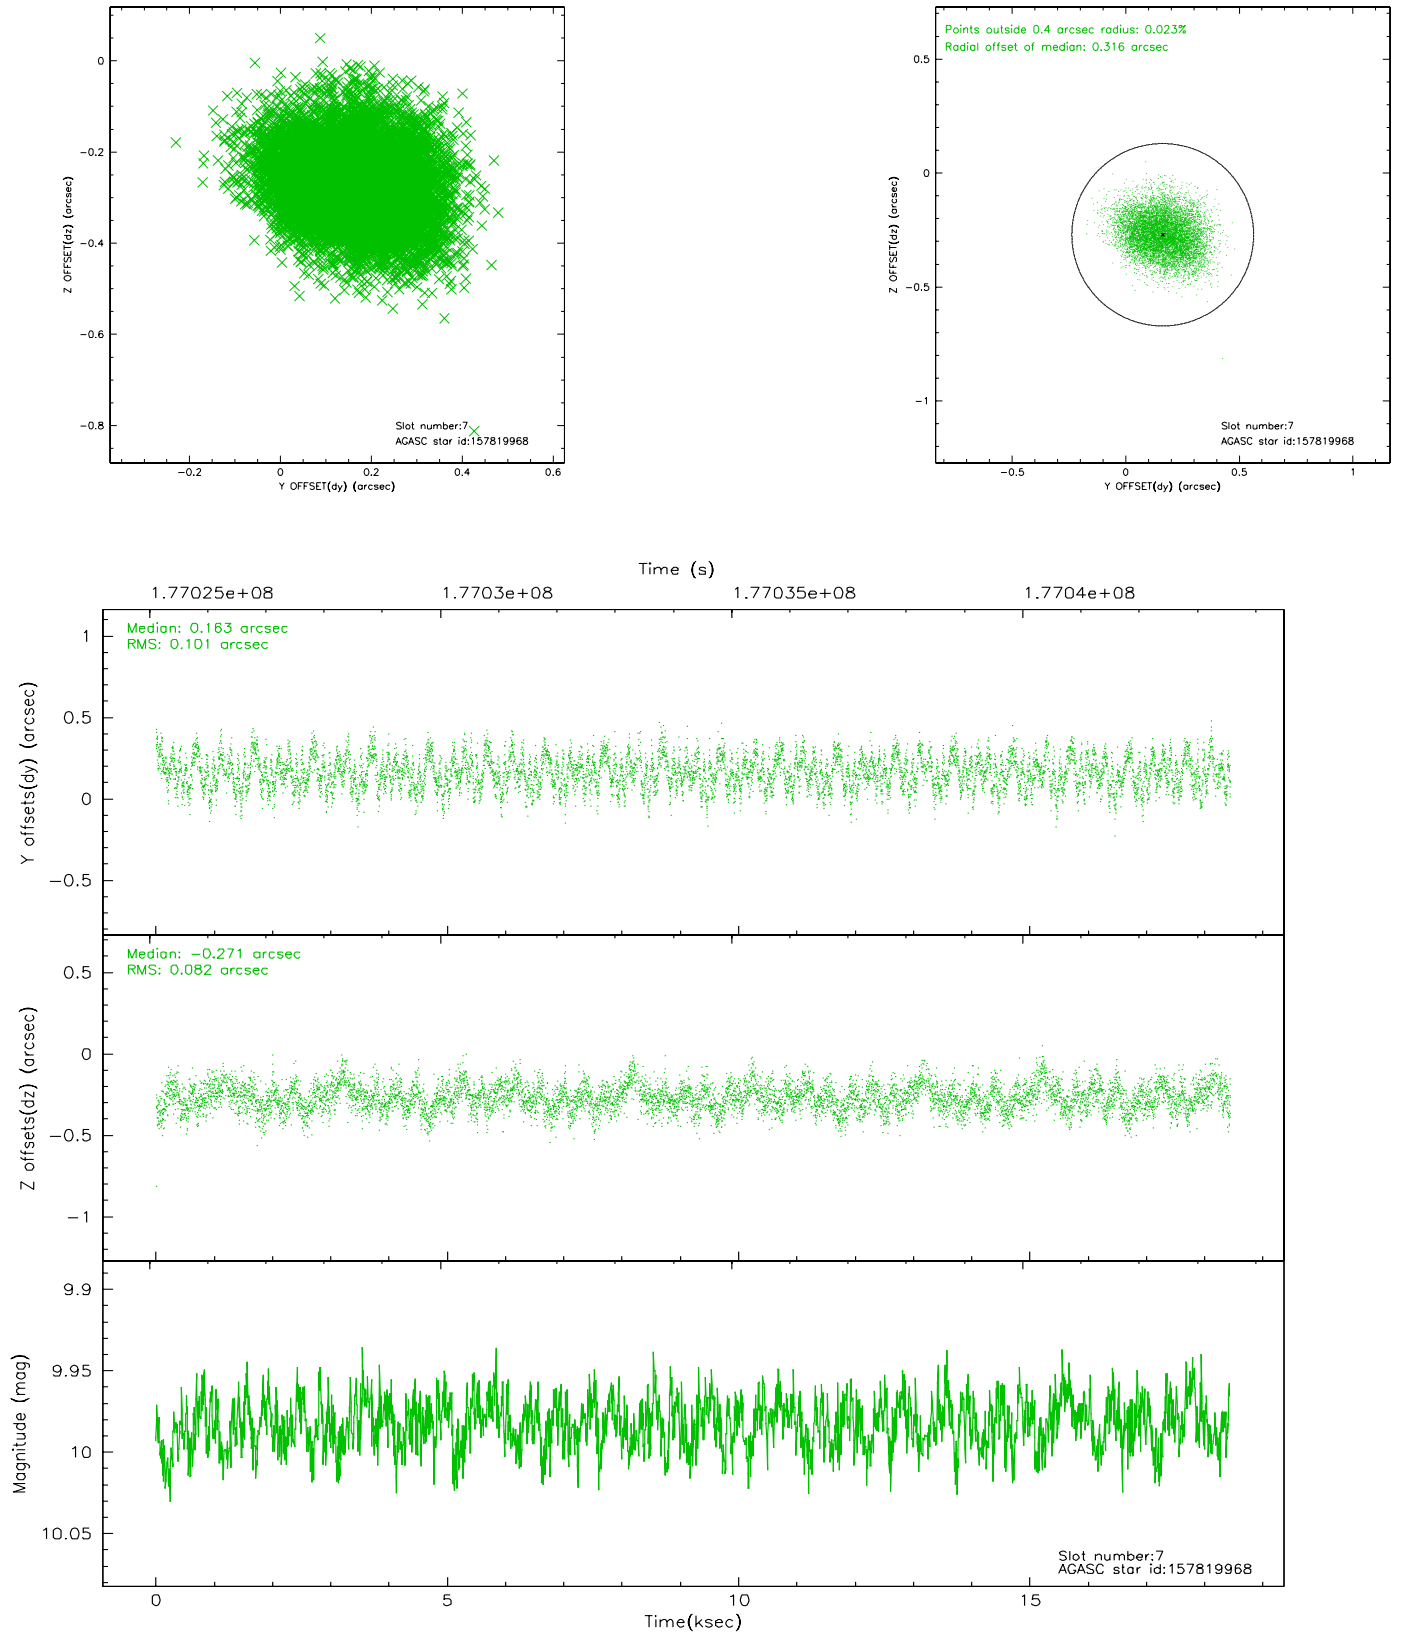 0
−0.2
−0.4
−0.6
−0.8
Z OFFSET(dz) (arcsec)
Slot number:7
AGASC star id:157819968
−0.2 0 0.2 0.4 0.6
Y OFFSET(dy) (arcsec)
Points outside 0.4 arcsec radius: 0.023%
Radial offset of median: 0.316 arcsec
0.5
0
−0.5
−1
Z OFFSET(dz) (arcsec)
Slot number:7
AGASC star id:157819968
−0.5 0 0.5 1
Y OFFSET(dy) (arcsec)
Time (s)
1.77025e+08 1.7703e+08 1.77035e+08 1.7704e+08
Median: 0.163 arcsec
RMS: 0.101 arcsec
1
0.5
0
−0.5
Y offsets(dy) (arcsec)
Median: −0.271 arcsec
RMS: 0.082 arcsec
0.5
0
−0.5
−1
Z offsets(dz) (arcsec)
9.9
9.95
10
10.05
Magnitude (mag)
Slot number:7
AGASC star id:157819968
0 5 10 15
Time(ksec)